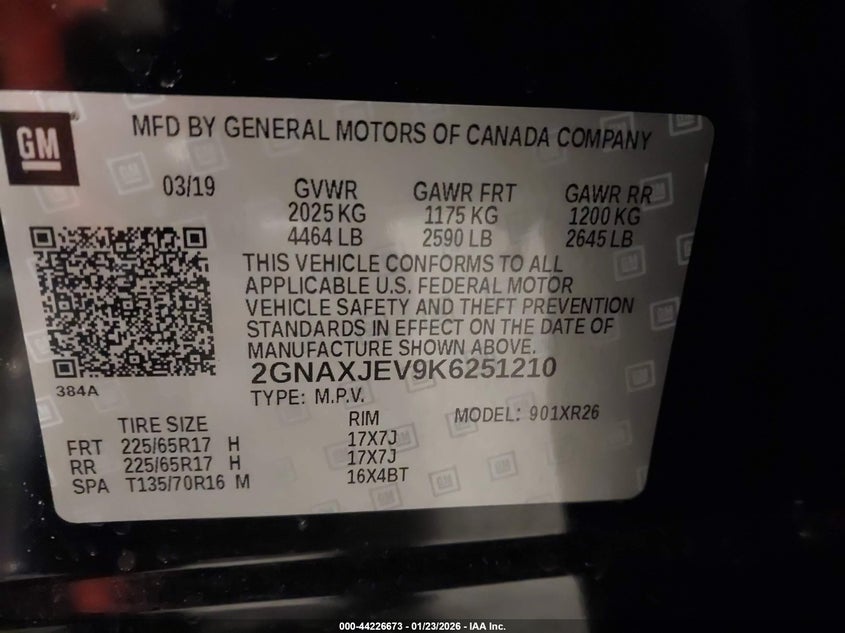 GM
MFD BY GENERAL MOTORS OF CANADA COMPANY
03/19 GVWR GAWR FRT GAWR RR
2025 KG 1175 KG 1200 KG
4464 LB 2590 LB 2645 LB
THIS VEHICLE CONFORMS TO ALL
APPLICABLE U.S. FEDERAL MOTOR
VEHICLE SAFETY AND THEFT PREVENTION
STANDARDS IN EFFECT ON THE DATE OF
MANUFACTURE SHOWN ABOVE.
384A
2GNAXJEV9K6251210
TYPE: M.P.V.
MODEL: 901XR26
TIRE SIZE RIM
FRT 225/65R17 H 17X7J
RR 225/65R17 H 17X7J
SPA T135/70R16 M 16X4BT
000-44226673 - 01/23/2026 - IAA Inc.